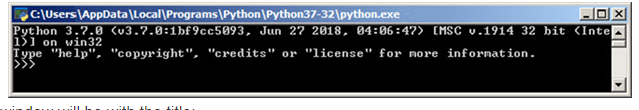 C:\Users\AppData\Local\Programs\Python\Python37-32\python.exe
Python 3.7.0 (v3.7.0:1bf9cc5093, Jun 27 2018, 04:06:47) [MSC v.1914 32 bit (Inte
l)] on win32
Type "help", "copyright", "credits" or "license" for more information.
>>>
window will be with the title: